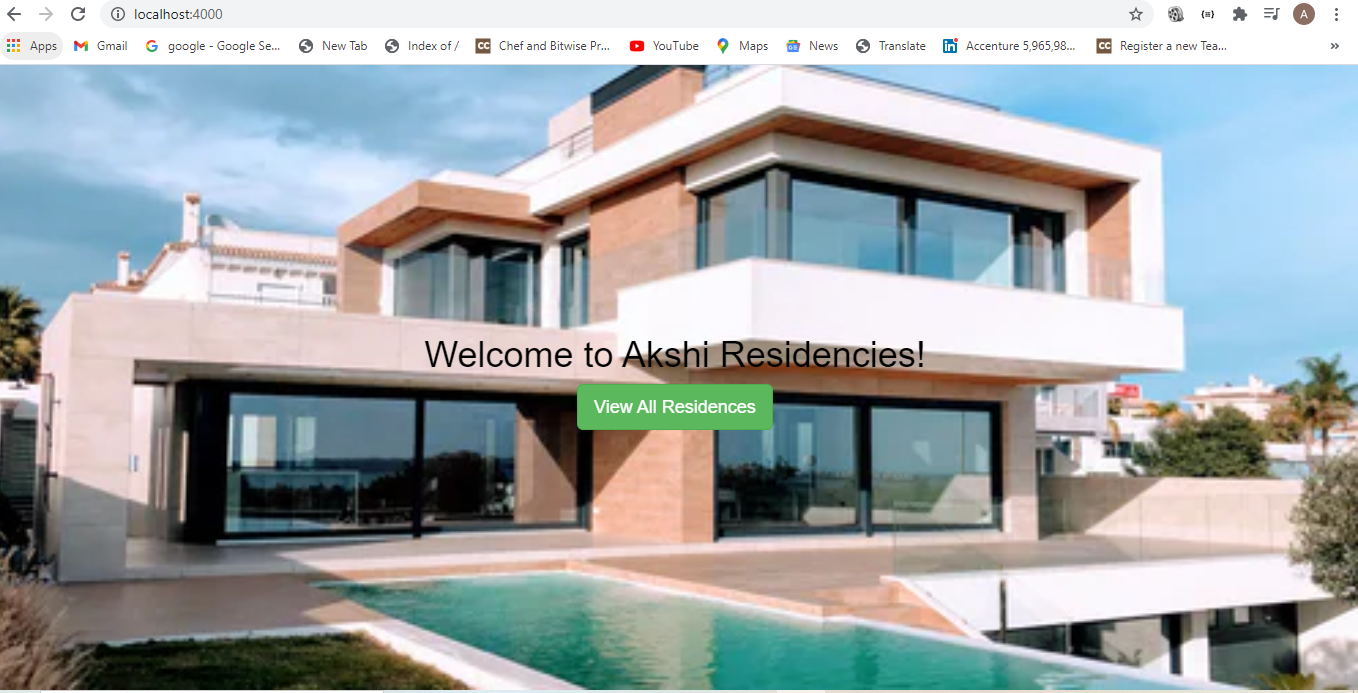 localhost:4000
A
Apps Gmail google - Google Se... New Tab Index of / Chef and Bitwise Pr... YouTube Maps News Translate Accenture 5,965,98... Register a new Tea... »
Welcome to Akshi Residencies!
View All Residences